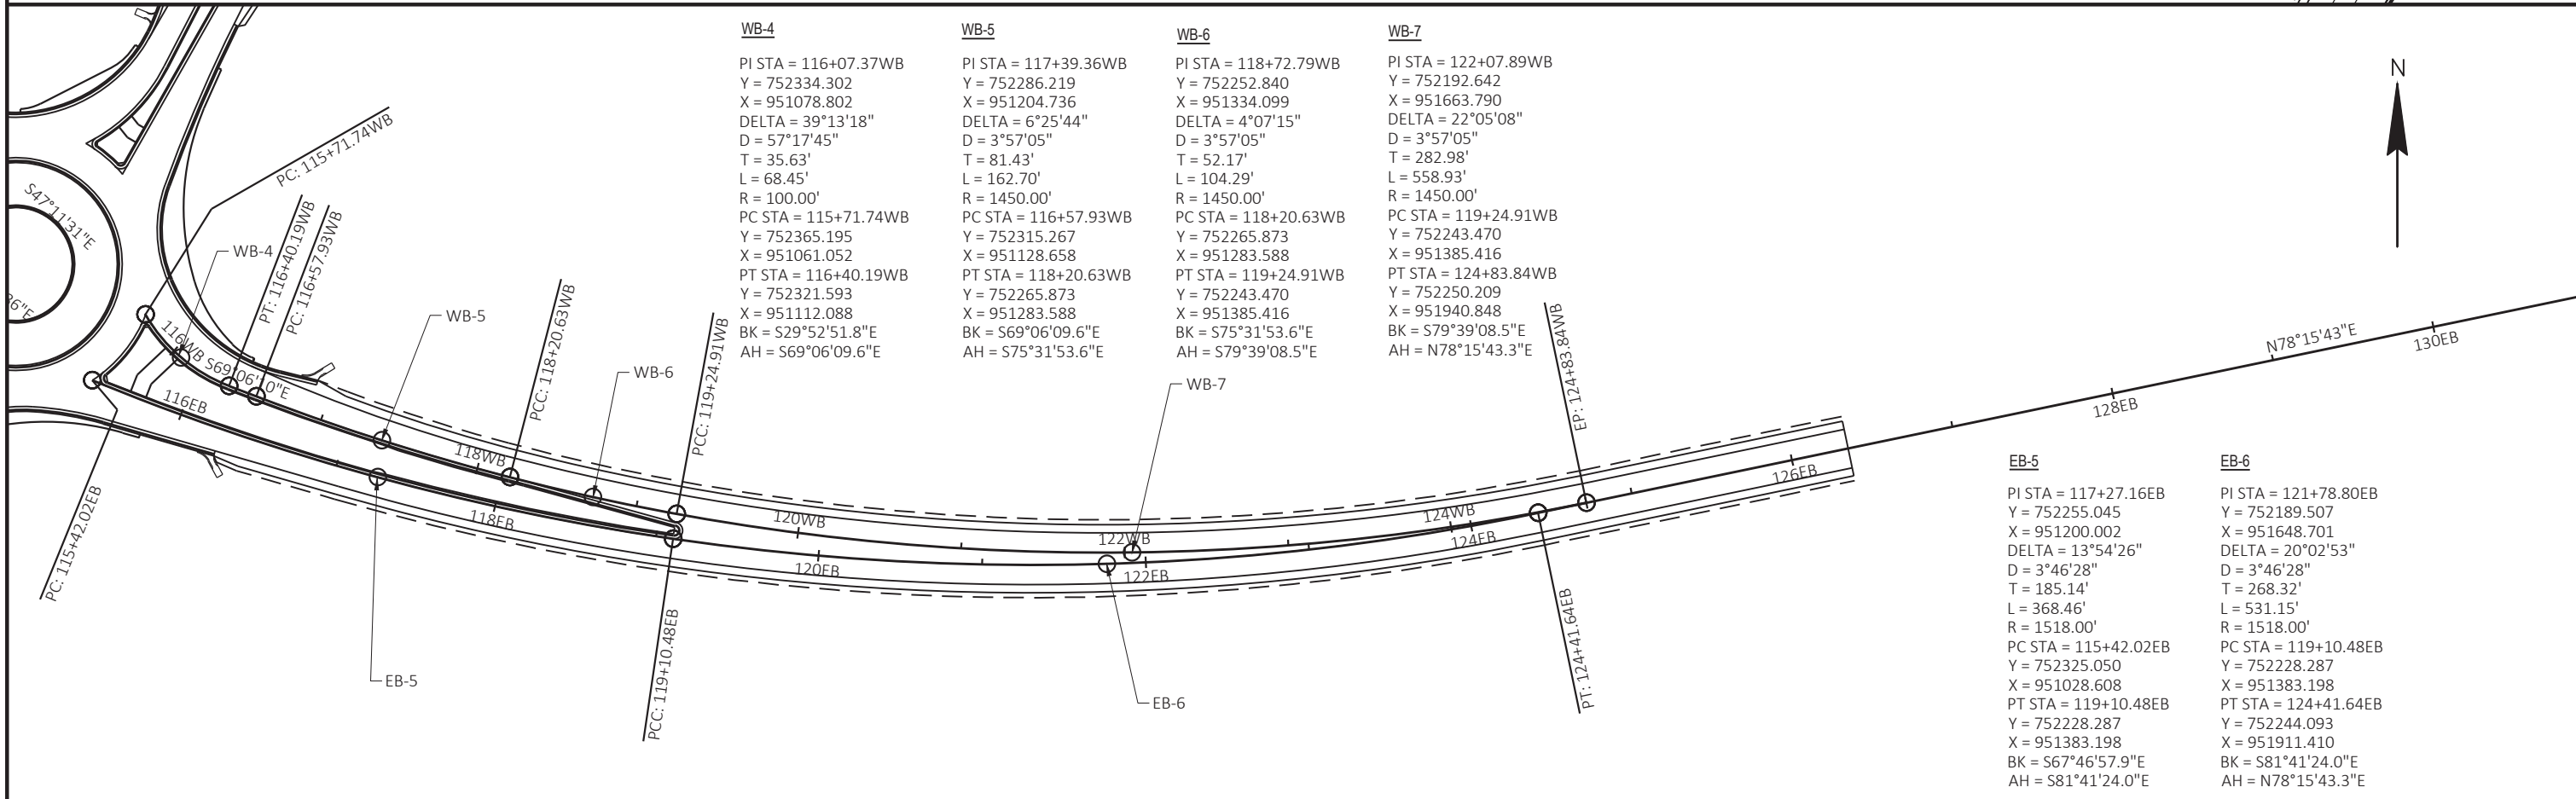 WB-4
PI STA = 116+07.37WB
Y = 752334.302
X = 951078.802
DELTA = 39°13'18"
D = 57°17'45"
T = 35.63'
L = 68.45'
R = 100.00'
PC STA = 115+71.74WB
Y = 752365.195
X = 951061.052
PT STA = 116+40.19WB
Y = 752321.593
X = 951112.088
BK = S29°52'51.8"E
AH = S69°06'09.6"E
WB-5
PI STA = 117+39.36WB
Y = 752286.219
X = 951204.736
DELTA = 6°25'44"
D = 3°57'05"
T = 81.43'
L = 162.70'
R = 1450.00'
PC STA = 116+57.93WB
Y = 752315.267
X = 951128.658
PT STA = 118+20.63WB
Y = 752265.873
X = 951283.588
BK = S69°06'09.6"E
AH = S75°31'53.6"E
WB-6
PI STA = 118+72.79WB
Y = 752252.840
X = 951334.099
DELTA = 4°07'15"
D = 3°57'05"
T = 52.17'
L = 104.29'
R = 1450.00'
PC STA = 118+20.63WB
Y = 752265.873
X = 951283.588
PT STA = 119+24.91WB
Y = 752243.470
X = 951385.416
BK = S75°31'53.6"E
AH = S79°39'08.5"E
WB-7
PI STA = 122+07.89WB
Y = 752192.642
X = 951663.790
DELTA = 22°05'08"
D = 3°57'05"
T = 282.98'
L = 558.93'
R = 1450.00'
PC STA = 119+24.91WB
Y = 752243.470
X = 951385.416
PT STA = 124+83.84WB
Y = 752250.209
X = 951940.848
BK = S79°39'08.5"E
AH = N78°15'43.3"E
N
PC: 115+71.74WB
S47°11'31"E
36"E
WB-4
PT: 116+40.19WB
PC: 116+57.93WB
WB-5
PCC: 118+20.63WB
WB-6
PCC: 119+24.91WB
WB-7
EP: 124+83.84WB
116WB
S69°06'10"E
116EB
118WB
118EB
120WB
120EB
122WB
122EB
124WB
124EB
126EB
128EB
N78°15'43"E
130EB
PC: 115+42.02EB
EB-5
PCC: 119+10.48EB
EB-6
PT: 124+41.64EB
EB-5
PI STA = 117+27.16EB
Y = 752255.045
X = 951200.002
DELTA = 13°54'26"
D = 3°46'28"
T = 185.14'
L = 368.46'
R = 1518.00'
PC STA = 115+42.02EB
Y = 752325.050
X = 951028.608
PT STA = 119+10.48EB
Y = 752228.287
X = 951383.198
BK = S67°46'57.9"E
AH = S81°41'24.0"E
EB-6
PI STA = 121+78.80EB
Y = 752189.507
X = 951648.701
DELTA = 20°02'53"
D = 3°46'28"
T = 268.32'
L = 531.15'
R = 1518.00'
PC STA = 119+10.48EB
Y = 752228.287
X = 951383.198
PT STA = 124+41.64EB
Y = 752244.093
X = 951911.410
BK = S81°41'24.0"E
AH = N78°15'43.3"E